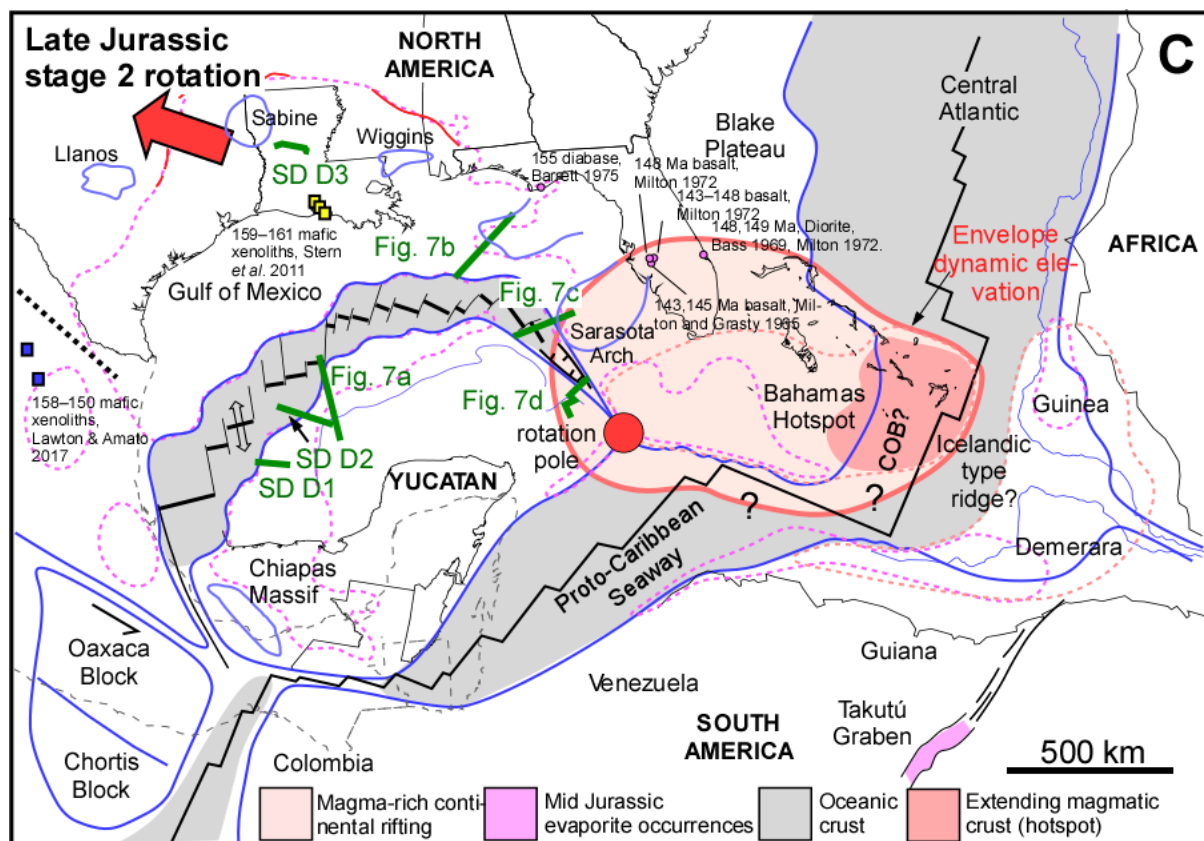 Late Jurassic
stage 2 rotation
NORTH
AMERICA
C
Central
Atlantic
Sabine
Wiggins
Blake
Plateau
Llanos
SD D3
155 diabase,
Barrett 1975
148 Ma basalt,
Milton 1972
143–148 basalt,
Milton 1972
148,149 Ma, Diorite,
Bass 1969, Milton 1972.
AFRICA
Envelope
dynamic ele-
vation
159–161 mafic
xenoliths, Stern
et al. 2011
Fig. 7b
Gulf of Mexico
Fig. 7c
143,145 Ma basalt, Mil-
ton and Grasty 1965
Sarasota
Arch
Fig. 7a
Fig. 7d
Bahamas
Hotspot
Guinea
158–150 mafic
xenoliths,
Lawton & Amato
2017
rotation
pole
COB?
Icelandic
type
ridge?
SD D2
SD D1
YUCATAN
?
?
Proto-Caribbean
Seaway
Demerara
Chiapas
Massif
Oaxaca
Block
Guiana
Venezuela
Takutú
Graben
SOUTH
AMERICA
Chortis
Block
Colombia
500 km
Magma-rich conti-
nental rifting
Mid Jurassic
evaporite occurrences
Oceanic
crust
Extending magmatic
crust (hotspot)